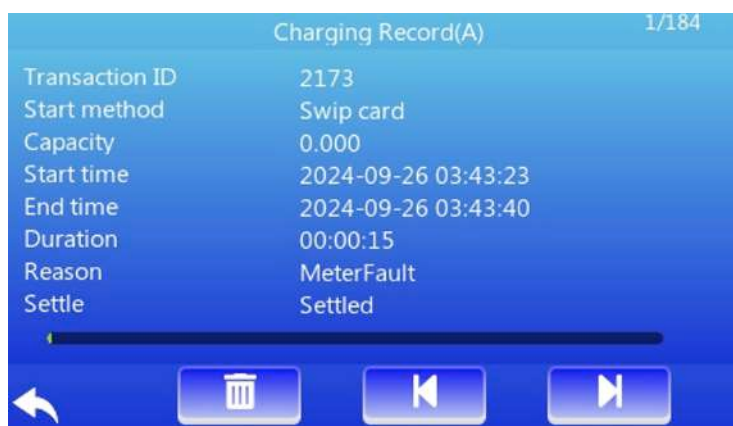 Charging Record(A) 1/184
Transaction ID 2173
Start method Swip card
Capacity 0.000
Start time 2024-09-26 03:43:23
End time 2024-09-26 03:43:40
Duration 00:00:15
Reason MeterFault
Settle Settled